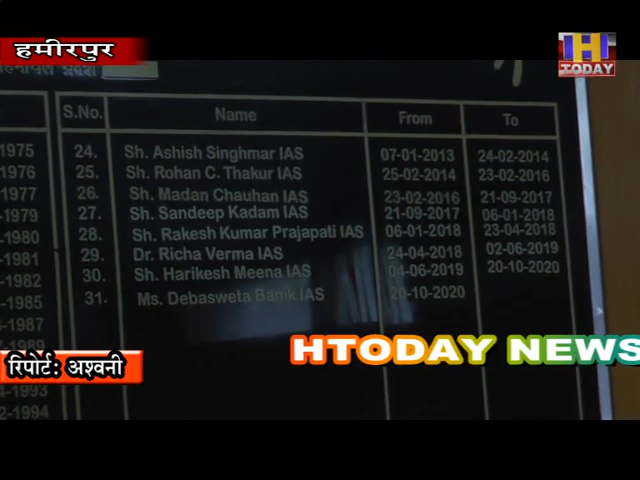 हमीरपुर
H
TODAY
S.No. Name From To
1975 24. Sh. Ashish Singhmar IAS 07-01-2013 24-02-2014
1976 25. Sh. Rohan C. Thakur IAS 25-02-2014 23-02-2016
1977 26. Sh. Madan Chauhan IAS 23-02-2016 21-09-2017
1979 27. Sh. Sandeep Kadam IAS 21-09-2017 06-01-2018
1980 28. Sh. Rakesh Kumar Prajapati IAS 06-01-2018 23-04-2018
1981 29. Dr. Richa Verma IAS 24-04-2018 02-06-2019
1982 30. Sh. Harikesh Meena IAS 04-06-2019 20-10-2020
1985 31. Ms. Debasweta Banik IAS 20-10-2020
-1987
-1989
HTODAY NEWS
रिपोर्ट: अश्वनी
-1993
2-1994